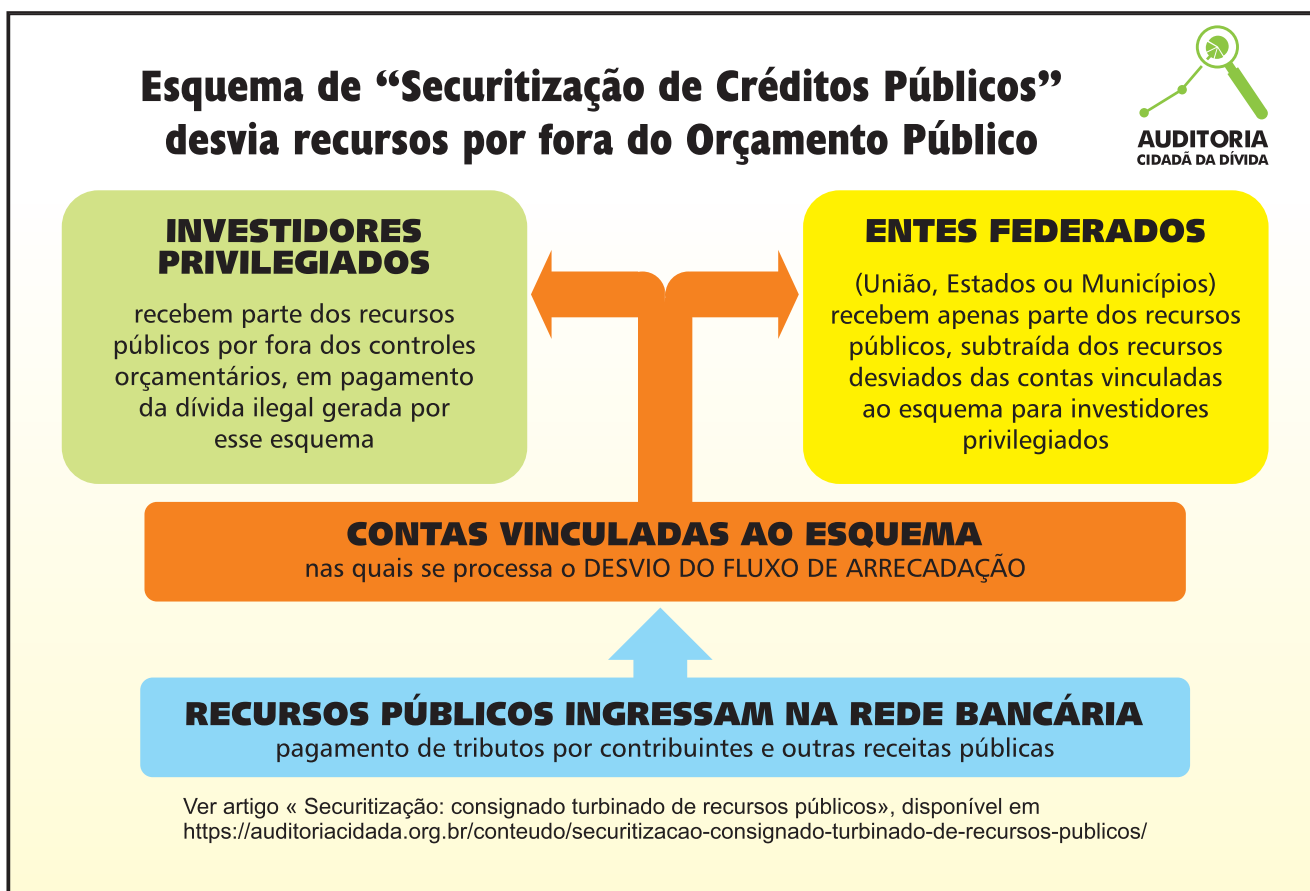 Esquema de “Securitização de Créditos Públicos”
desvia recursos por fora do Orçamento Público
AUDITORIA
CIDADÃ DA DÍVIDA
INVESTIDORES
PRIVILEGIADOS
recebem parte dos recursos
públicos por fora dos controles
orçamentários, em pagamento
da dívida ilegal gerada por
esse esquema
ENTES FEDERADOS
(União, Estados ou Municípios)
recebem apenas parte dos recursos
públicos, subtraída dos recursos
desviados das contas vinculadas
ao esquema para investidores
privilegiados
CONTAS VINCULADAS AO ESQUEMA
nas quais se processa o DESVIO DO FLUXO DE ARRECADAÇÃO
RECURSOS PÚBLICOS INGRESSAM NA REDE BANCÁRIA
pagamento de tributos por contribuintes e outras receitas públicas
Ver artigo « Securitização: consignado turbinado de recursos públicos», disponível em
https://auditoriacidada.org.br/conteudo/securitizacao-consignado-turbinado-de-recursos-publicos/